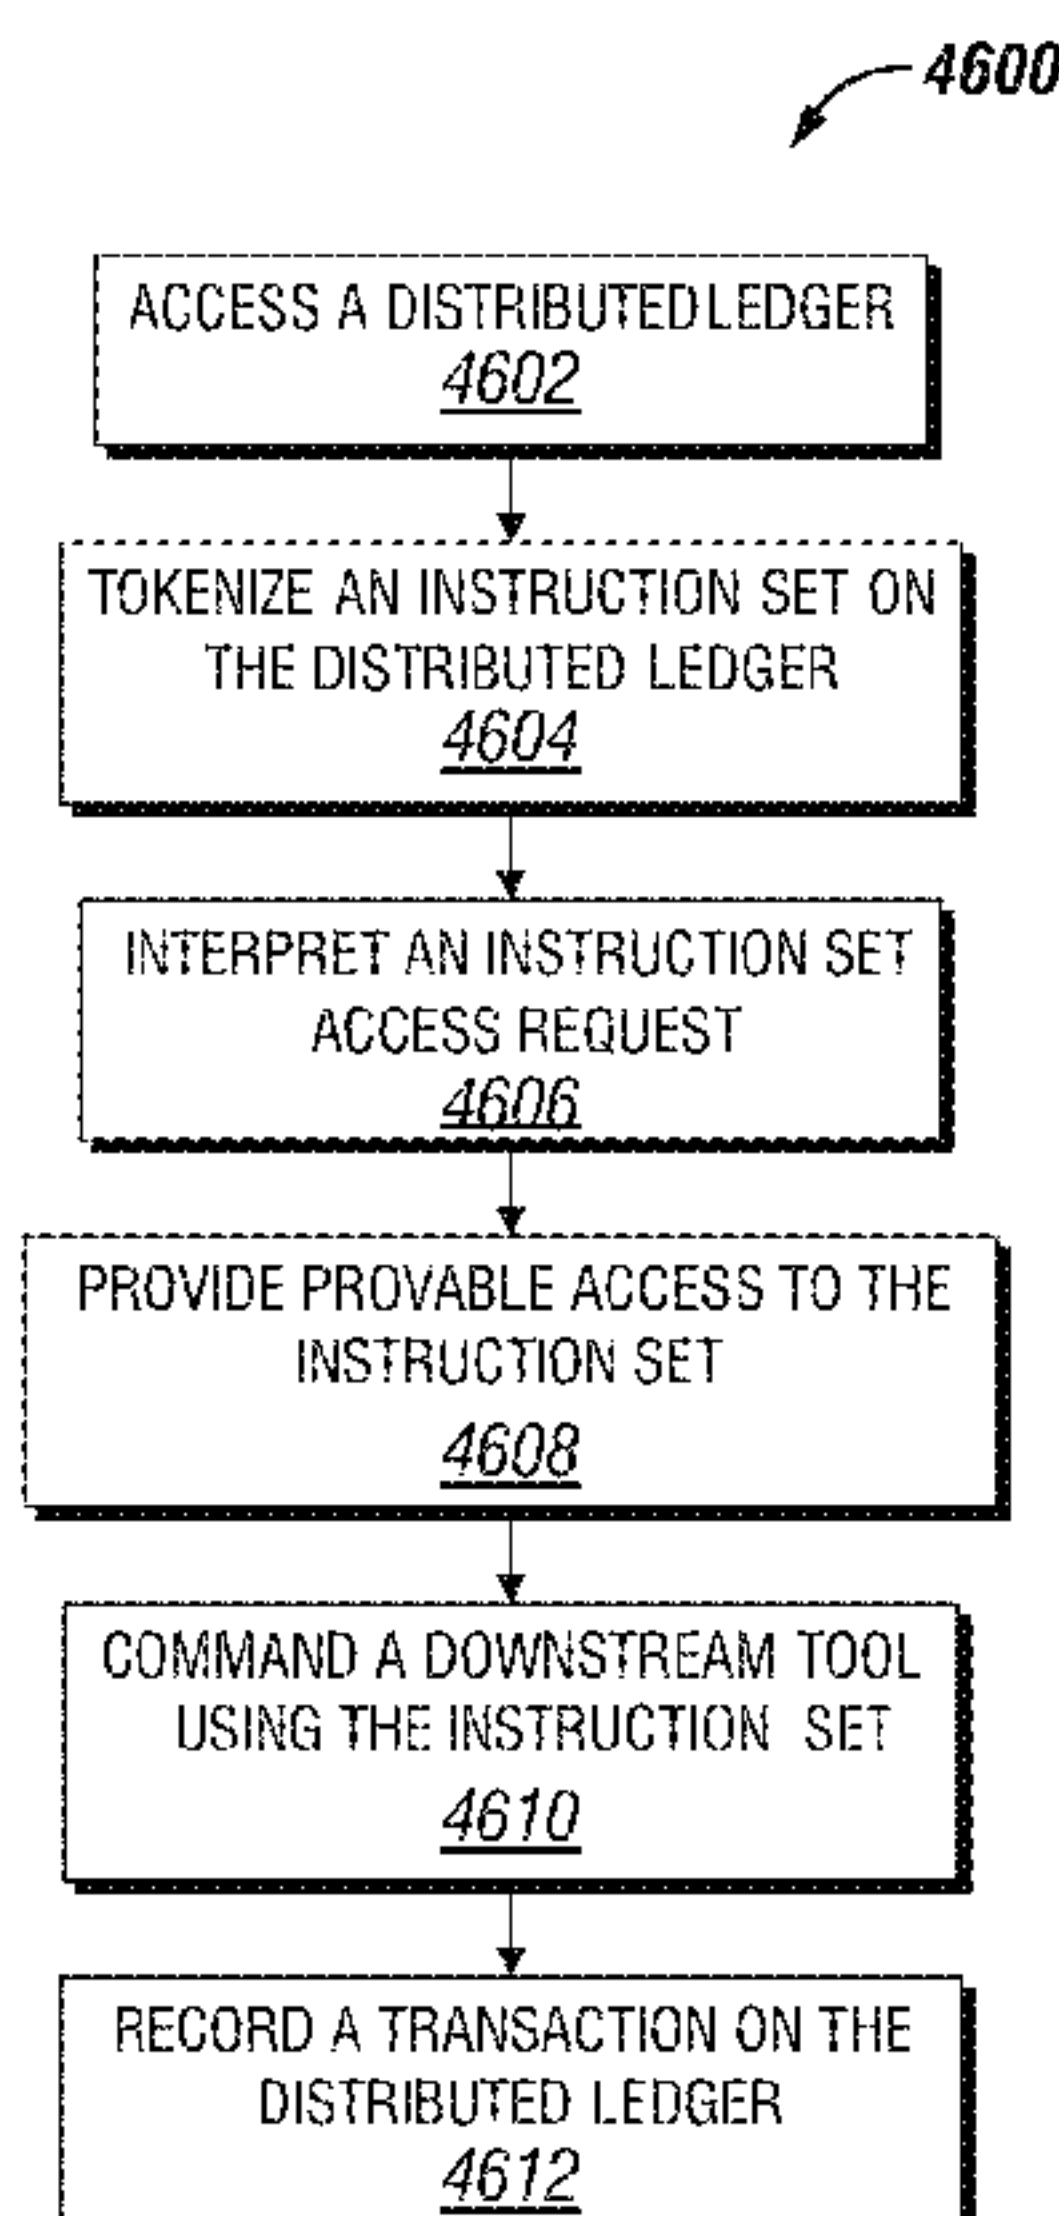 4600
ACCESS A DISTRIBUTED LEDGER
4602
TOKENIZE AN INSTRUCTION SET ON
THE DISTRIBUTED LEDGER
4604
INTERPRET AN INSTRUCTION SET
ACCESS REQUEST
4606
PROVIDE PROVABLE ACCESS TO THE
INSTRUCTION SET
4608
COMMAND A DOWNSTREAM TOOL
USING THE INSTRUCTION SET
4610
RECORD A TRANSACTION ON THE
DISTRIBUTED LEDGER
4612